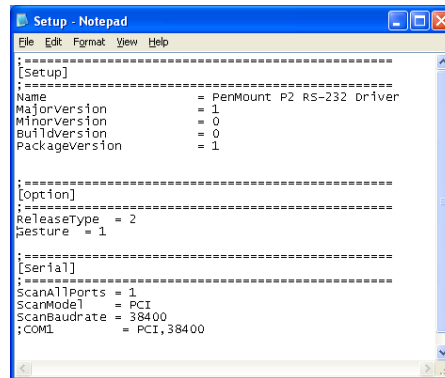 Setup - Notepad
File Edit Format View Help
;==================================================
[Setup]
;==================================================
Name = PenMount P2 RS-232 Driver
MajorVersion = 1
MinorVersion = 0
BuildVersion = 0
PackageVersion = 1
;==================================================
[Option]
;==================================================
ReleaseType = 2
Gesture = 1
;==================================================
[Serial]
;==================================================
ScanAllPorts = 1
ScanModel = PCI
ScanBaudrate = 38400
;COM1 = PCI,38400